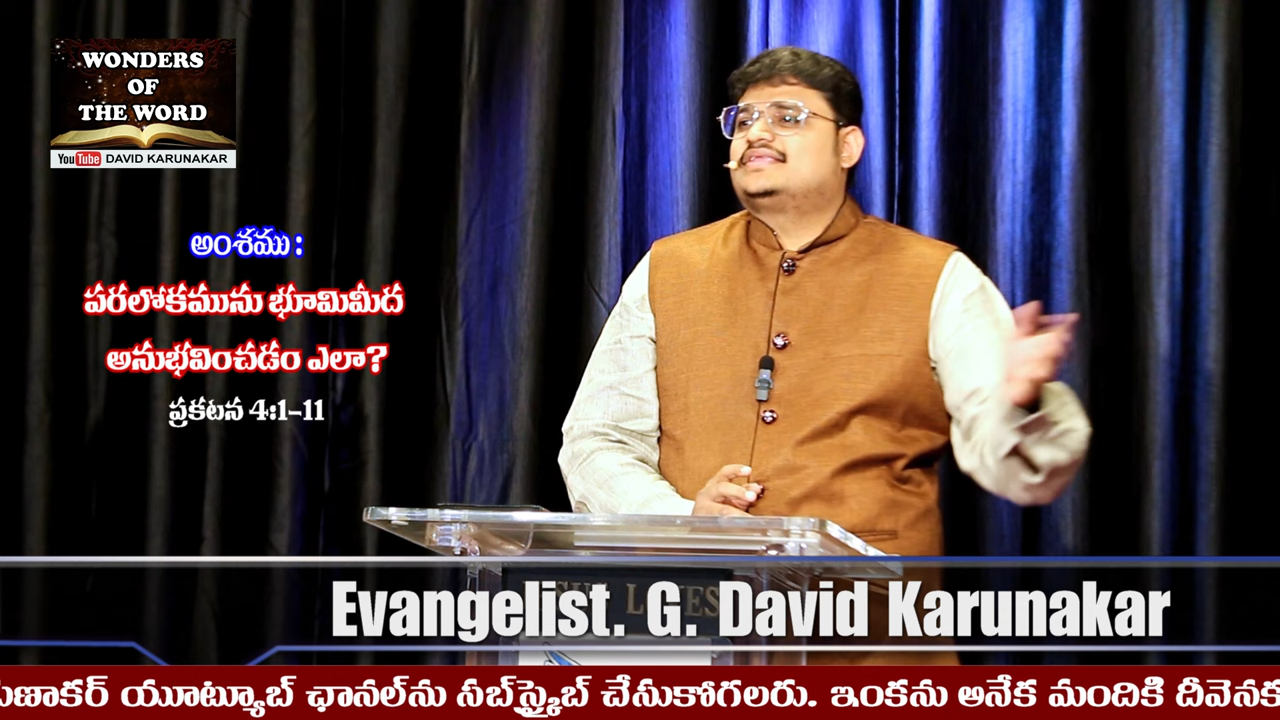 WONDERS
OF
THE WORD
YouTube DAVID KARUNAKAR
అంశము :
పరలోకమును భూమిమీద
అనుభవించడం ఎలా?
ప్రకటన 4:1-11
Evangelist. G. David Karunakar
యూట్యూబ్ ఛానల్‌ను సబ్‌స్క్రైబ్ చేసుకోగలరు. ఇంకను అనేక మందికి